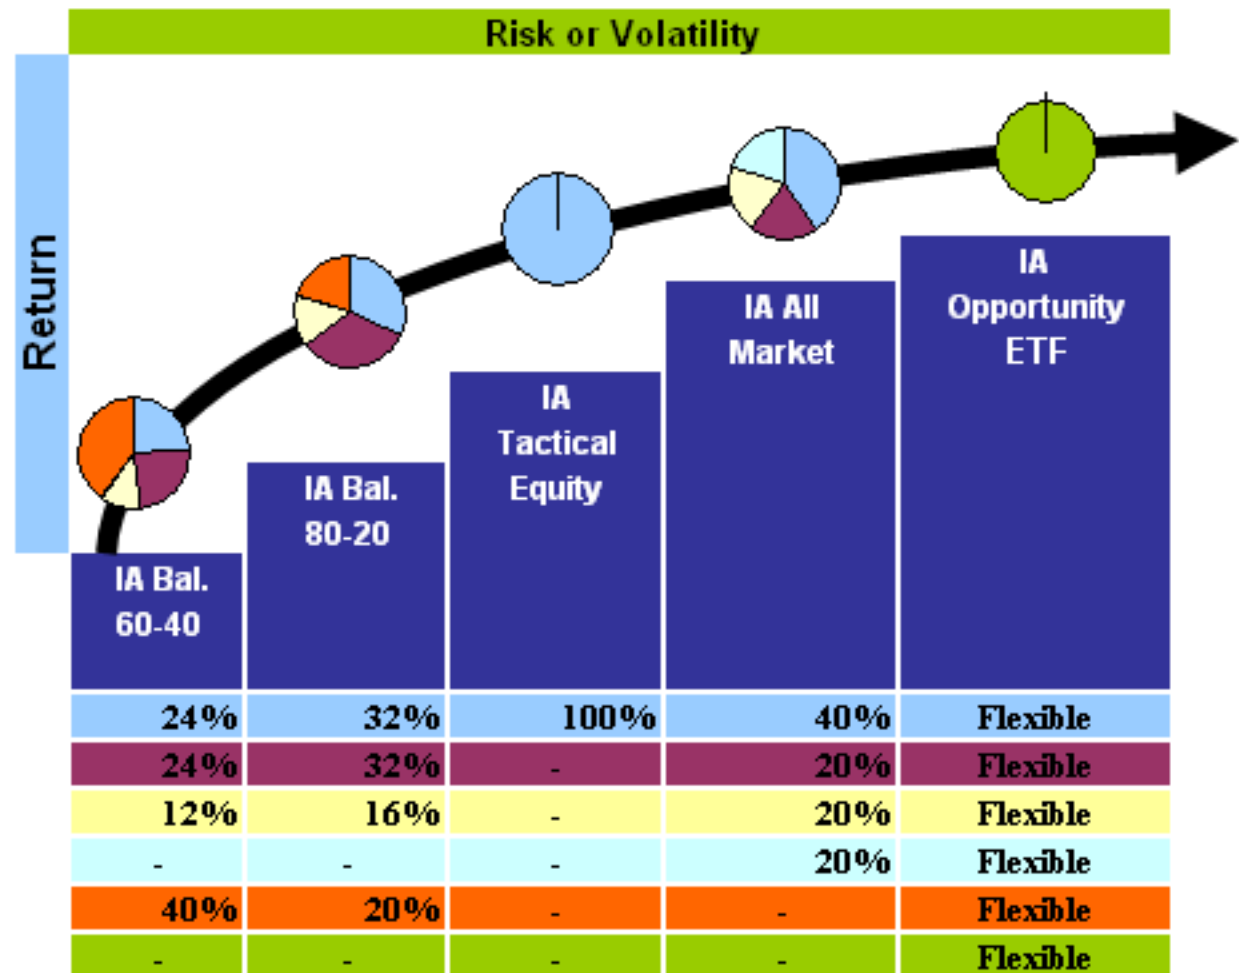 Risk or Volatility
Return
IA Bal.
60-40
IA Bal.
80-20
IA
Tactical
Equity
IA All
Market
IA
Opportunity
ETF
24% 32% 100% 40% Flexible
24% 32% - 20% Flexible
12% 16% - 20% Flexible
- - - 20% Flexible
40% 20% - - Flexible
- - - - Flexible